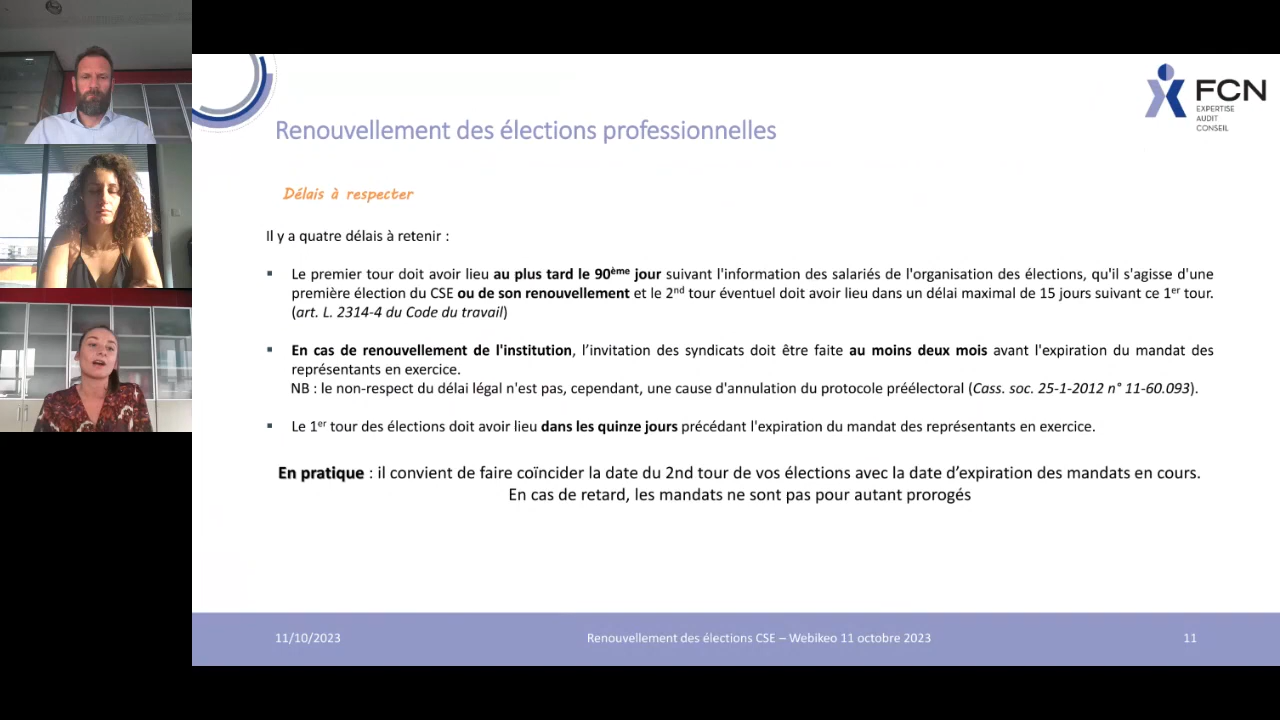 FCN
EXPERTISE
AUDIT
CONSEIL
Renouvellement des élections professionnelles
Délais à respecter
Il y a quatre délais à retenir :
▪ Le premier tour doit avoir lieu au plus tard le 90ème jour suivant l'information des salariés de l'organisation des élections, qu'il s'agisse d'une
première élection du CSE ou de son renouvellement et le 2nd tour éventuel doit avoir lieu dans un délai maximal de 15 jours suivant ce 1er tour.
(art. L. 2314-4 du Code du travail)
▪ En cas de renouvellement de l'institution, l’invitation des syndicats doit être faite au moins deux mois avant l'expiration du mandat des
représentants en exercice.
NB : le non-respect du délai légal n'est pas, cependant, une cause d'annulation du protocole préélectoral (Cass. soc. 25-1-2012 n° 11-60.093).
▪ Le 1er tour des élections doit avoir lieu dans les quinze jours précédant l'expiration du mandat des représentants en exercice.
En pratique : il convient de faire coïncider la date du 2nd tour de vos élections avec la date d’expiration des mandats en cours.
En cas de retard, les mandats ne sont pas pour autant prorogés
11/10/2023
Renouvellement des élections CSE – Webikeo 11 octobre 2023
11